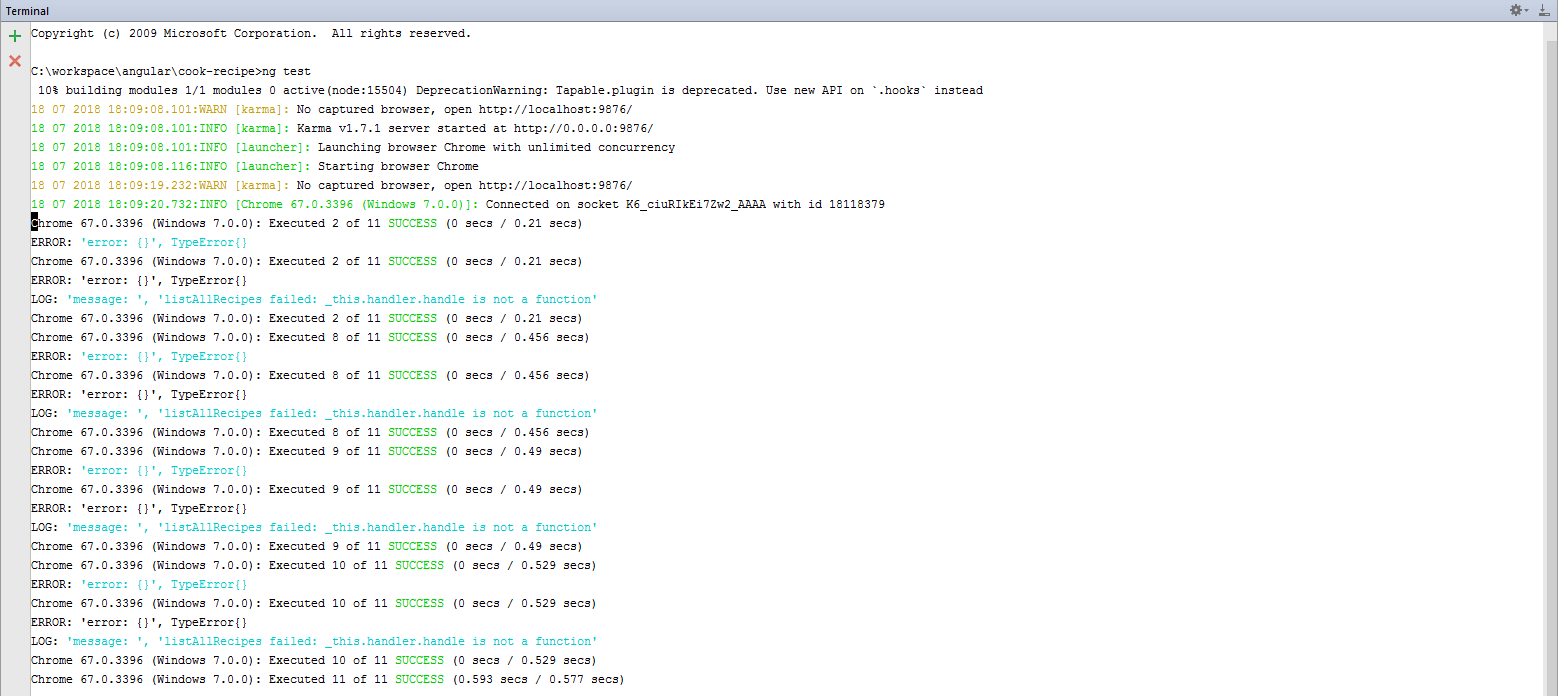 Terminal
Copyright (c) 2009 Microsoft Corporation.  All rights reserved.
C:\workspace\angular\cook-recipe>ng test
 10% building modules 1/1 modules 0 active(node:15504) DeprecationWarning: Tapable.plugin is deprecated. Use new API on `.hooks` instead
18 07 2018 18:09:08.101:WARN [karma]: No captured browser, open http://localhost:9876/
18 07 2018 18:09:08.101:INFO [karma]: Karma v1.7.1 server started at http://0.0.0.0:9876/
18 07 2018 18:09:08.101:INFO [launcher]: Launching browser Chrome with unlimited concurrency
18 07 2018 18:09:08.116:INFO [launcher]: Starting browser Chrome
18 07 2018 18:09:19.232:WARN [karma]: No captured browser, open http://localhost:9876/
18 07 2018 18:09:20.732:INFO [Chrome 67.0.3396 (Windows 7.0.0)]: Connected on socket K6_ciuRIkEi7Zw2_AAAA with id 18118379
Chrome 67.0.3396 (Windows 7.0.0): Executed 2 of 11 SUCCESS (0 secs / 0.21 secs)
ERROR: 'error: {}', TypeError{}
Chrome 67.0.3396 (Windows 7.0.0): Executed 2 of 11 SUCCESS (0 secs / 0.21 secs)
ERROR: 'error: {}', TypeError{}
LOG: 'message: ', 'listAllRecipes failed: _this.handler.handle is not a function'
Chrome 67.0.3396 (Windows 7.0.0): Executed 2 of 11 SUCCESS (0 secs / 0.21 secs)
Chrome 67.0.3396 (Windows 7.0.0): Executed 8 of 11 SUCCESS (0 secs / 0.456 secs)
ERROR: 'error: {}', TypeError{}
Chrome 67.0.3396 (Windows 7.0.0): Executed 8 of 11 SUCCESS (0 secs / 0.456 secs)
ERROR: 'error: {}', TypeError{}
LOG: 'message: ', 'listAllRecipes failed: _this.handler.handle is not a function'
Chrome 67.0.3396 (Windows 7.0.0): Executed 8 of 11 SUCCESS (0 secs / 0.456 secs)
Chrome 67.0.3396 (Windows 7.0.0): Executed 9 of 11 SUCCESS (0 secs / 0.49 secs)
ERROR: 'error: {}', TypeError{}
Chrome 67.0.3396 (Windows 7.0.0): Executed 9 of 11 SUCCESS (0 secs / 0.49 secs)
ERROR: 'error: {}', TypeError{}
LOG: 'message: ', 'listAllRecipes failed: _this.handler.handle is not a function'
Chrome 67.0.3396 (Windows 7.0.0): Executed 9 of 11 SUCCESS (0 secs / 0.49 secs)
Chrome 67.0.3396 (Windows 7.0.0): Executed 10 of 11 SUCCESS (0 secs / 0.529 secs)
ERROR: 'error: {}', TypeError{}
Chrome 67.0.3396 (Windows 7.0.0): Executed 10 of 11 SUCCESS (0 secs / 0.529 secs)
ERROR: 'error: {}', TypeError{}
LOG: 'message: ', 'listAllRecipes failed: _this.handler.handle is not a function'
Chrome 67.0.3396 (Windows 7.0.0): Executed 10 of 11 SUCCESS (0 secs / 0.529 secs)
Chrome 67.0.3396 (Windows 7.0.0): Executed 11 of 11 SUCCESS (0.593 secs / 0.577 secs)